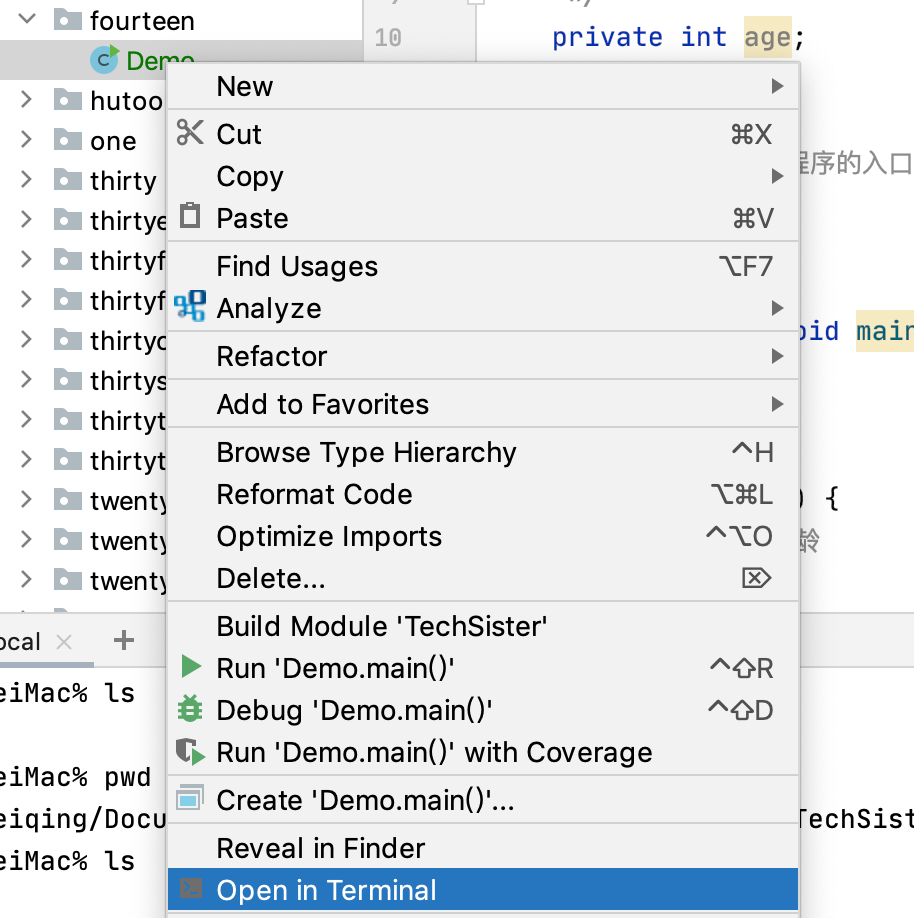 fourteen
10
private int age;
Demo
New
hutoo
Cut ⌘X
one
程序的入口
Copy
thirty
Paste ⌘V
thirtye
Find Usages ⌥F7
thirtyf
Analyze
thirtyf
oid main
thirtyo
Refactor
thirtys
Add to Favorites
thirtyt
Browse Type Hierarchy ^H
thirtyt
Reformat Code ⌥⌘L
) {
twenty
Optimize Imports ^⌥O
龄
twenty
Delete... ⌦
twenty
Build Module 'TechSister'
ocal
Run 'Demo.main()' ^⇧R
eiMac% ls
Debug 'Demo.main()' ^⇧D
Run 'Demo.main()' with Coverage
eiMac% pwd
Create 'Demo.main()'...
eiqing/Docu
TechSist
Reveal in Finder
eiMac% ls
Open in Terminal